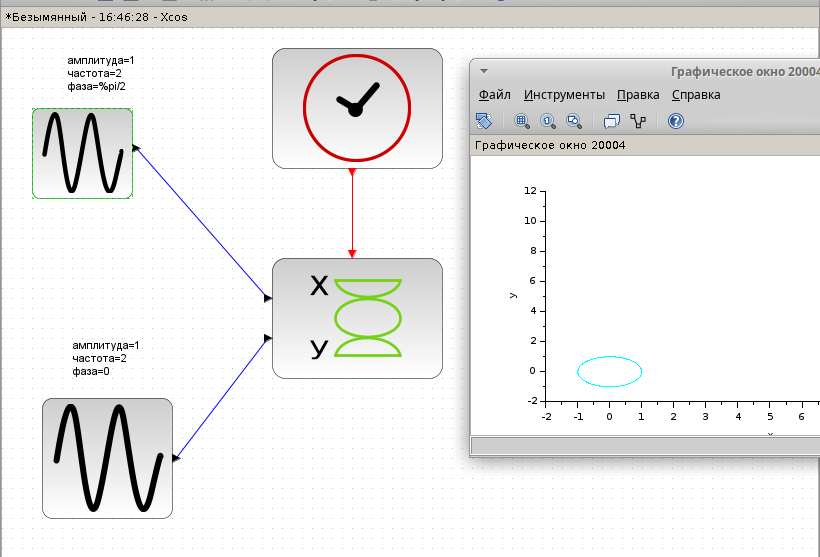 *Безымянный - 16:46:28 - Xcos
амплитуда=1
частота=2
фаза=%pi/2
X
У
амплитуда=1
частота=2
фаза=0
Графическое окно 20004
Файл Инструменты Правка Справка
Графическое окно 20004
12
10
8
6
4
2
0
-2
y
-2 -1 0 1 2 3 4 5 6